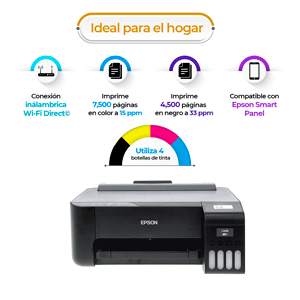 Ideal para el hogar
Conexión
inalámbrica
Wi-Fi Direct©
Imprime
7,500 páginas
en color a 15 ppm
Imprime
4,500 páginas
en negro a 33 ppm
Compatible con
Epson Smart
Panel
Utiliza 4
botellas de tinta
EPSON